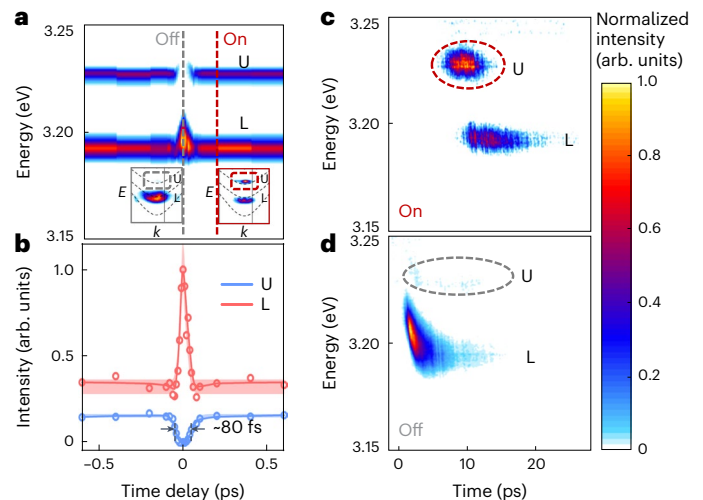 a
3.25
3.20
3.15
Energy (eV)
Off
On
U
L
E
U
L
k
E
U
L
k
b
1.0
0.5
0
Intensity (arb. units)
U
L
~80 fs
−0.5
0
0.5
Time delay (ps)
c
3.25
3.20
3.15
Energy (eV)
U
L
On
d
3.25
3.20
3.15
Energy (eV)
U
L
Off
0
10
20
Time (ps)
Normalized
intensity
(arb. units)
1.0
0.8
0.6
0.4
0.2
0